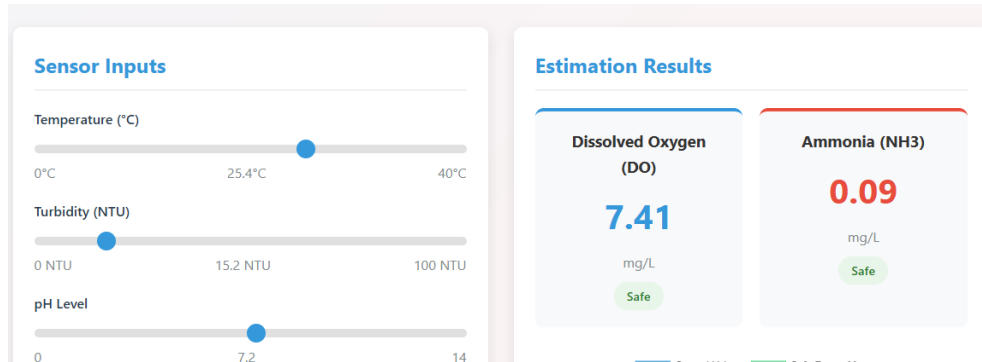 Sensor Inputs
Temperature (°C)
0°C 25.4°C 40°C
Turbidity (NTU)
0 NTU 15.2 NTU 100 NTU
pH Level
0 7.2 14
Estimation Results
Dissolved Oxygen
(DO)
7.41
mg/L
Safe
Ammonia (NH3)
0.09
mg/L
Safe